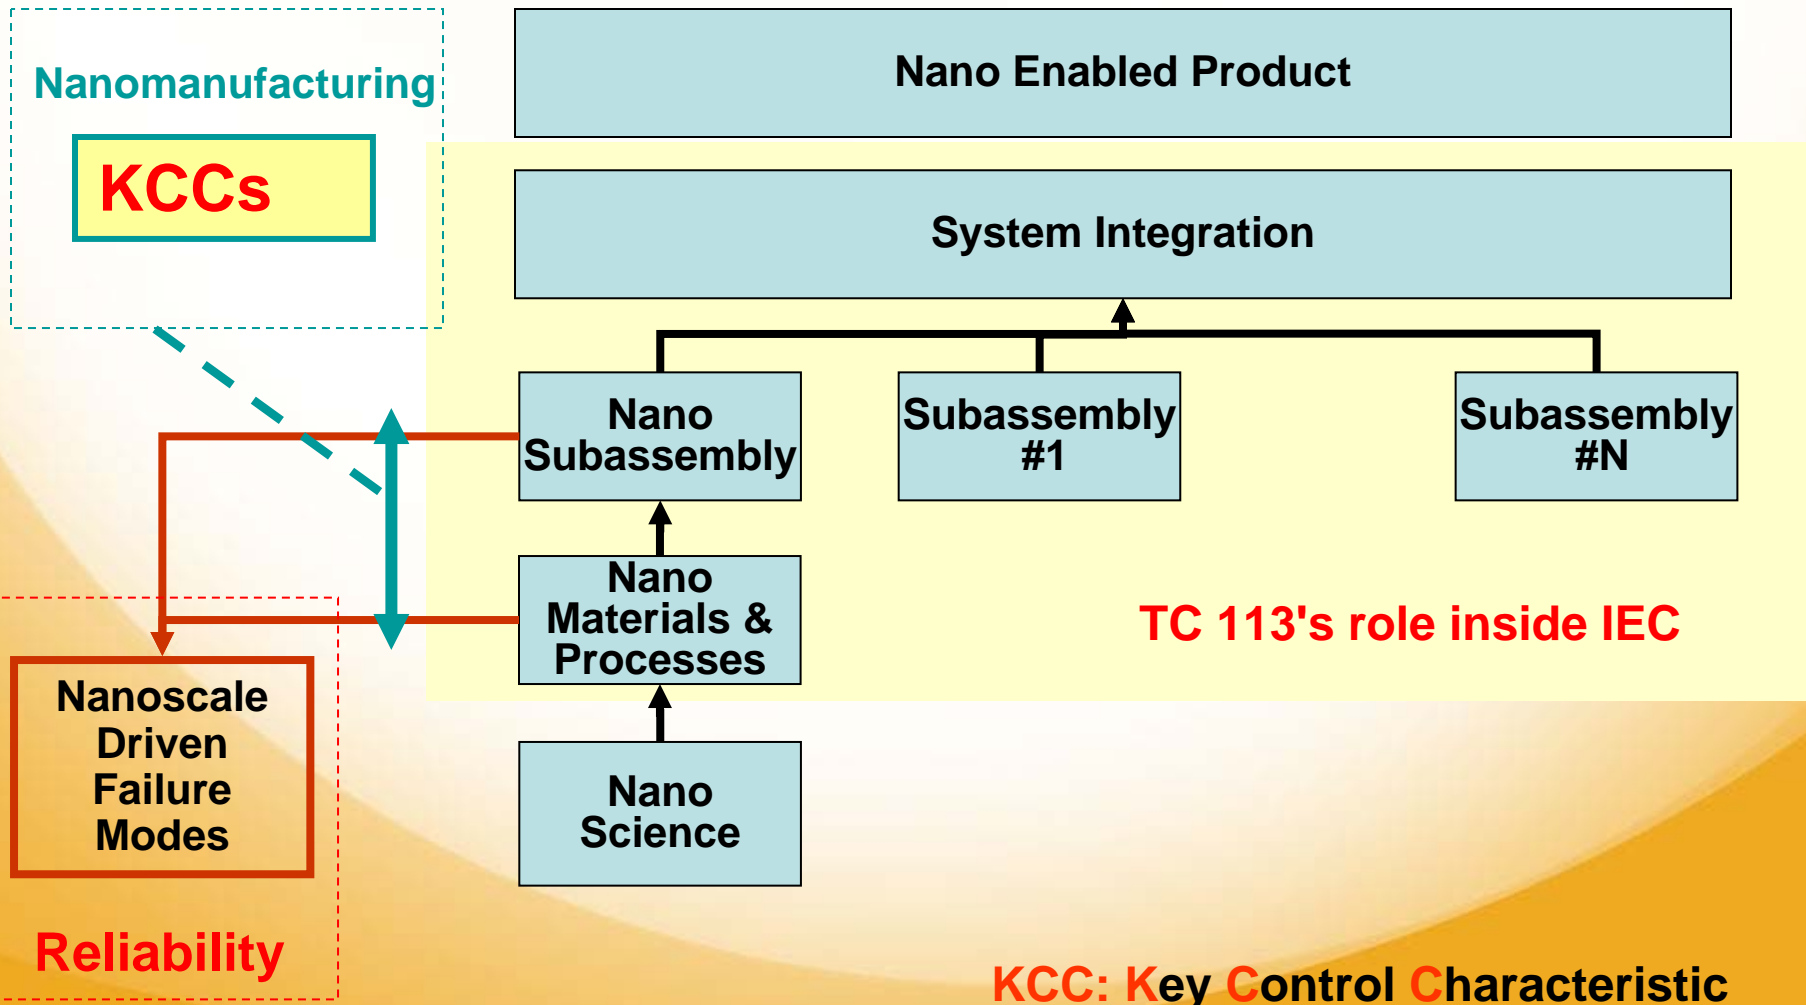 Nanomanufacturing
KCCs
Nano Enabled Product
System Integration
Nano
Subassembly
Subassembly
#1
Subassembly
#N
Nano
Materials &
Processes
TC 113's role inside IEC
Nano
Science
Nanoscale
Driven
Failure
Modes
Reliability
KCC: Key Control Characteristic